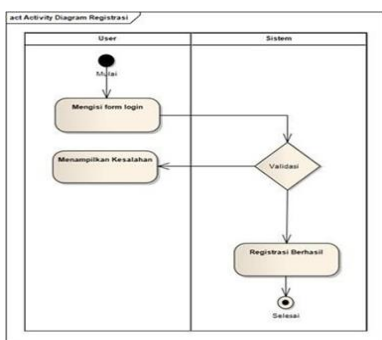 act Activity Diagram Registrasi
User
Sistem
Mulai
Mengisi form login
Menampilkan Kesalahan
Validasi
Registrasi Berhasil
Selesai